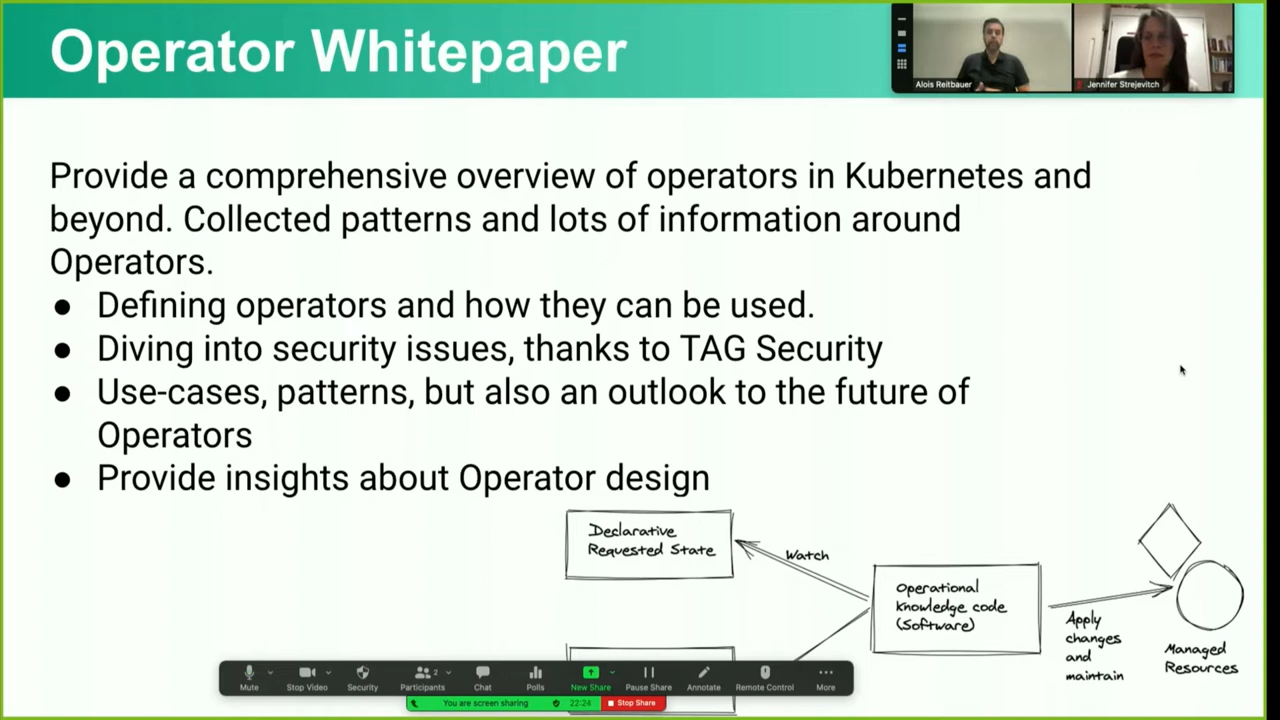 Operator Whitepaper
Alois Reitbauer
Jennifer Strejevitch
Provide a comprehensive overview of operators in Kubernetes and
beyond. Collected patterns and lots of information around
Operators.
● Defining operators and how they can be used.
● Diving into security issues, thanks to TAG Security
● Use-cases, patterns, but also an outlook to the future of
Operators
● Provide insights about Operator design
Declarative
Requested State
Watch
Operational
Knowledge code
(Software)
Apply
changes
and
maintain
Managed
Resources
Mute
Stop Video
Security
Participants
2
Chat
Polls
New Share
Pause Share
Annotate
Remote Control
More
You are screen sharing
22:24
Stop Share